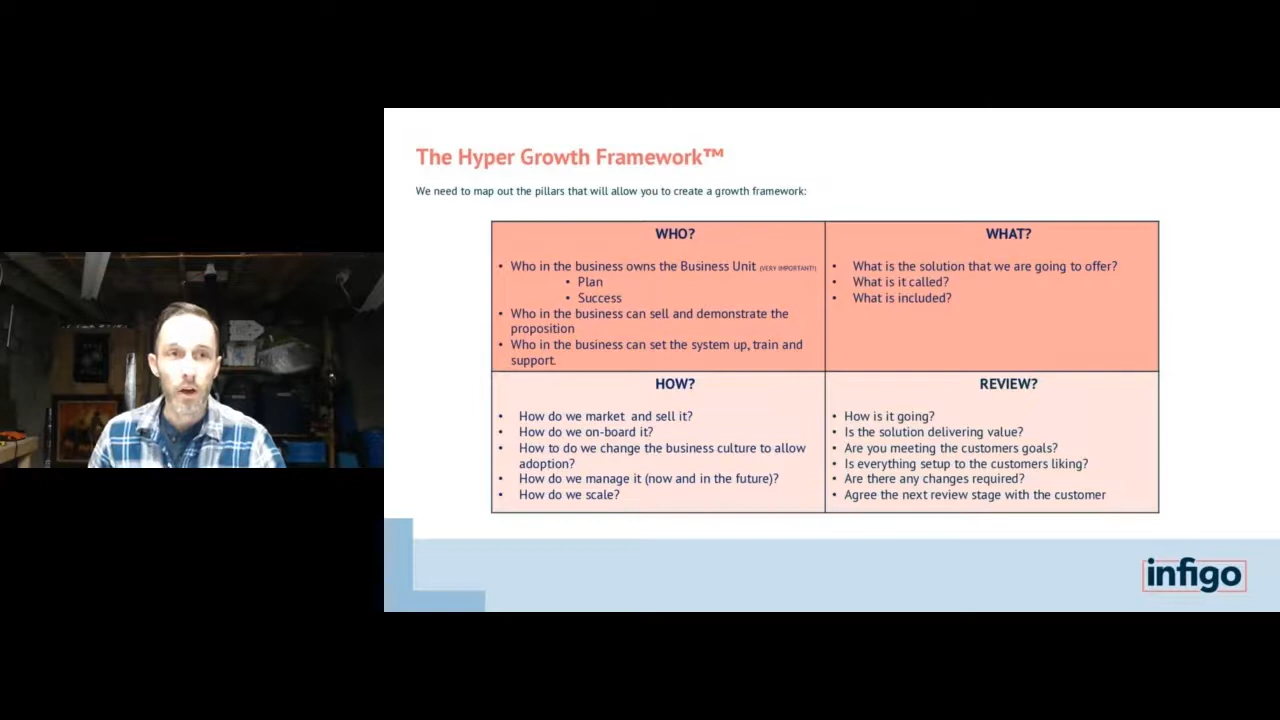 The Hyper Growth Framework™
We need to map out the pillars that will allow you to create a growth framework:
WHO?
• Who in the business owns the Business Unit (VERY IMPORTANT!)
• Plan
• Success
• Who in the business can sell and demonstrate the
proposition
• Who in the business can set the system up, train and
support.
WHAT?
• What is the solution that we are going to offer?
• What is it called?
• What is included?
HOW?
• How do we market and sell it?
• How do we on-board it?
• How to do we change the business culture to allow
adoption?
• How do we manage it (now and in the future)?
• How do we scale?
REVIEW?
• How is it going?
• Is the solution delivering value?
• Are you meeting the customers goals?
• Is everything setup to the customers liking?
• Are there any changes required?
• Agree the next review stage with the customer
infigo